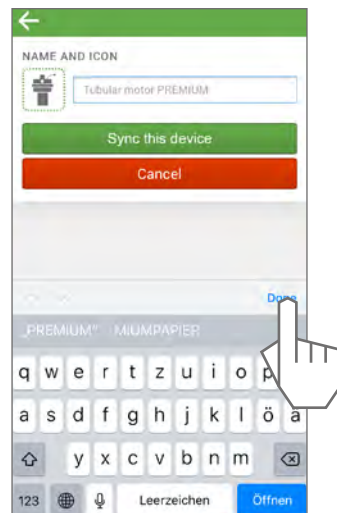 NAME AND ICON
Tubular motor PREMIUM
Sync this device
Cancel
Done
„PREMIUM“ MIUMPAPIER
q w e r t z u i o p
a s d f g h j k l ö ä
y x c v b n m
123 Leerzeichen Öffnen